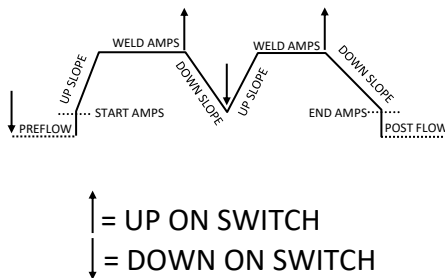 WELD AMPS
WELD AMPS
UP SLOPE
DOWN SLOPE
UP SLOPE
DOWN SLOPE
START AMPS
END AMPS
PREFLOW
POST FLOW
= UP ON SWITCH
= DOWN ON SWITCH